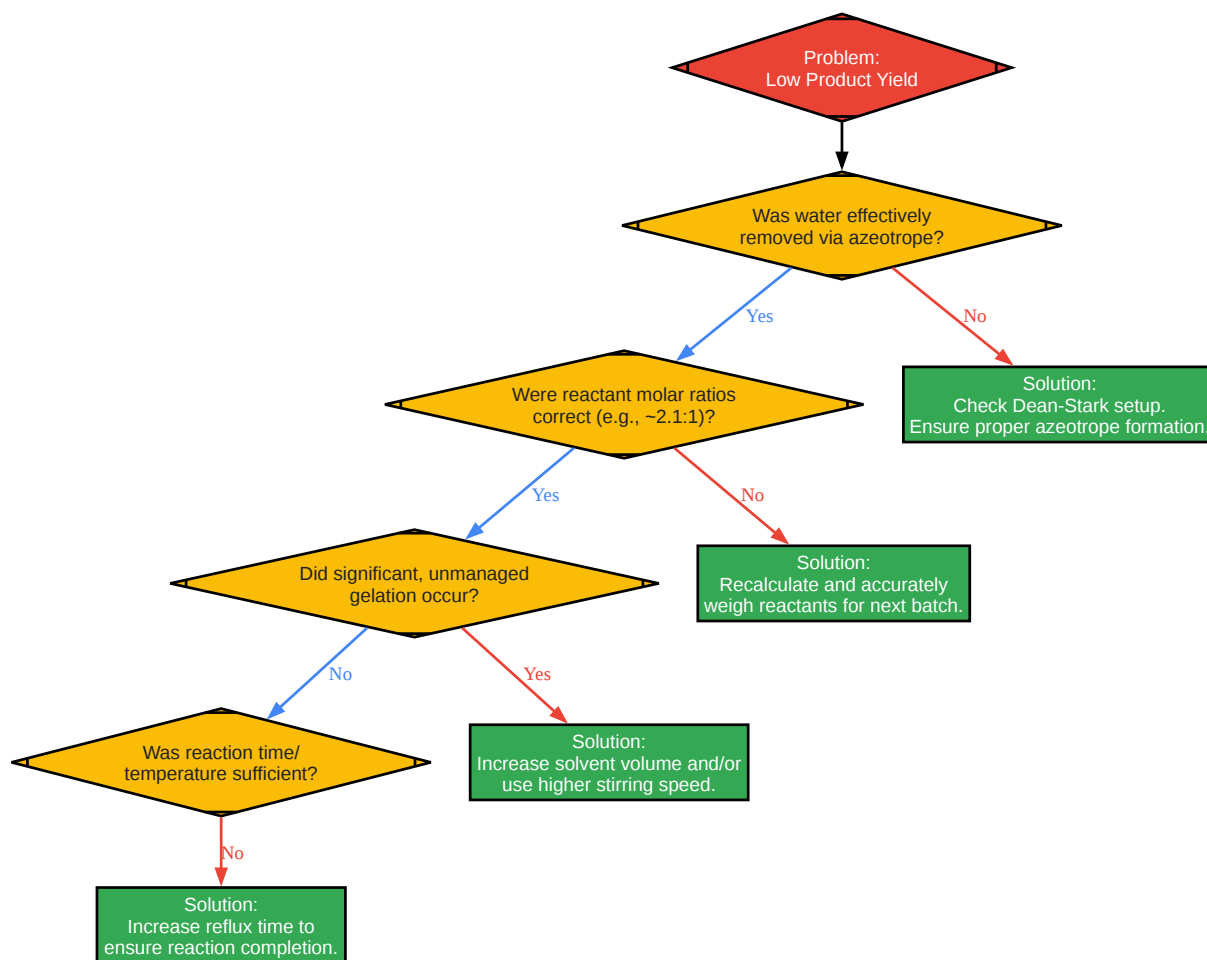 Problem:
Low Product Yield
Was water effectively
removed via azeotrope?
Yes
No
Were reactant molar ratios
correct (e.g., ~2.1:1)?
Solution:
Check Dean-Stark setup.
Ensure proper azeotrope formation.
Yes
No
Did significant, unmanaged
gelation occur?
Solution:
Recalculate and accurately
weigh reactants for next batch.
No
Yes
Was reaction time/
temperature sufficient?
Solution:
Increase solvent volume and/or
use higher stirring speed.
No
Solution:
Increase reflux time to
ensure reaction completion.